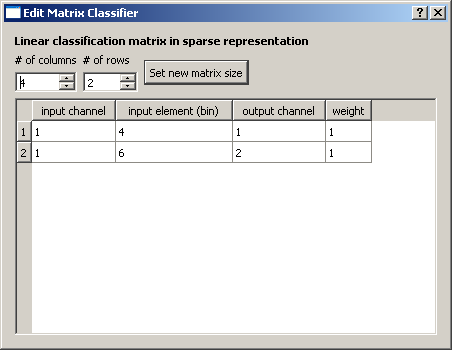 Edit Matrix Classifier
Linear classification matrix in sparse representation
# of columns # of rows
4 2 Set new matrix size
input channel input element (bin) output channel weight
1 1 4 1 1
2 1 6 2 1